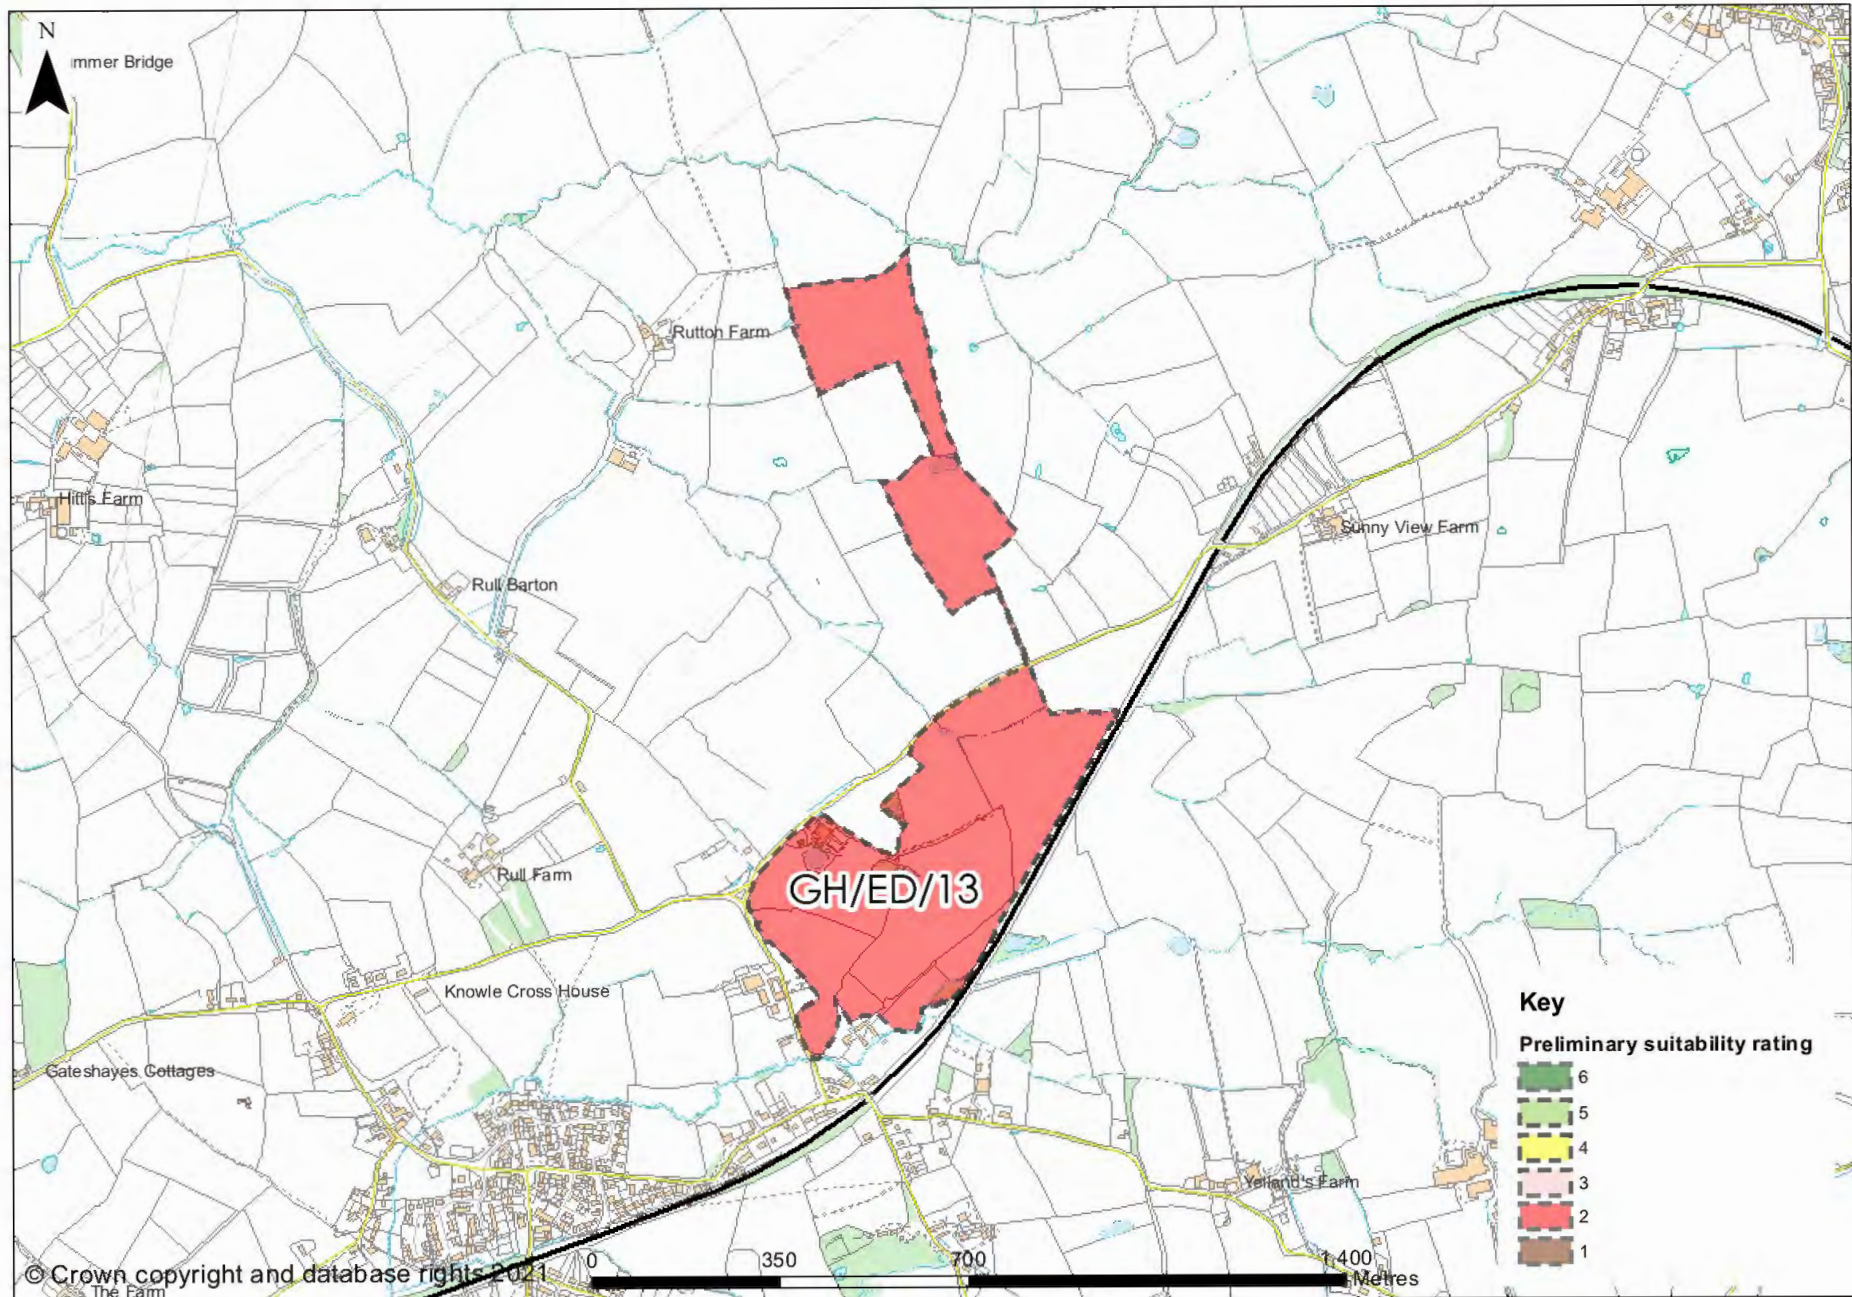 N
mmer Bridge
Rutton Farm
Hitt's Farm
Sunny View Farm
Rull Barton
Rull Farm
GH/ED/13
Knowle Cross House
Gateshayes Cottages
Yelland's Farm
The Farm
Key
Preliminary suitability rating
6
5
4
3
2
1
0 350 700 1,400
Metres
© Crown copyright and database rights 2021